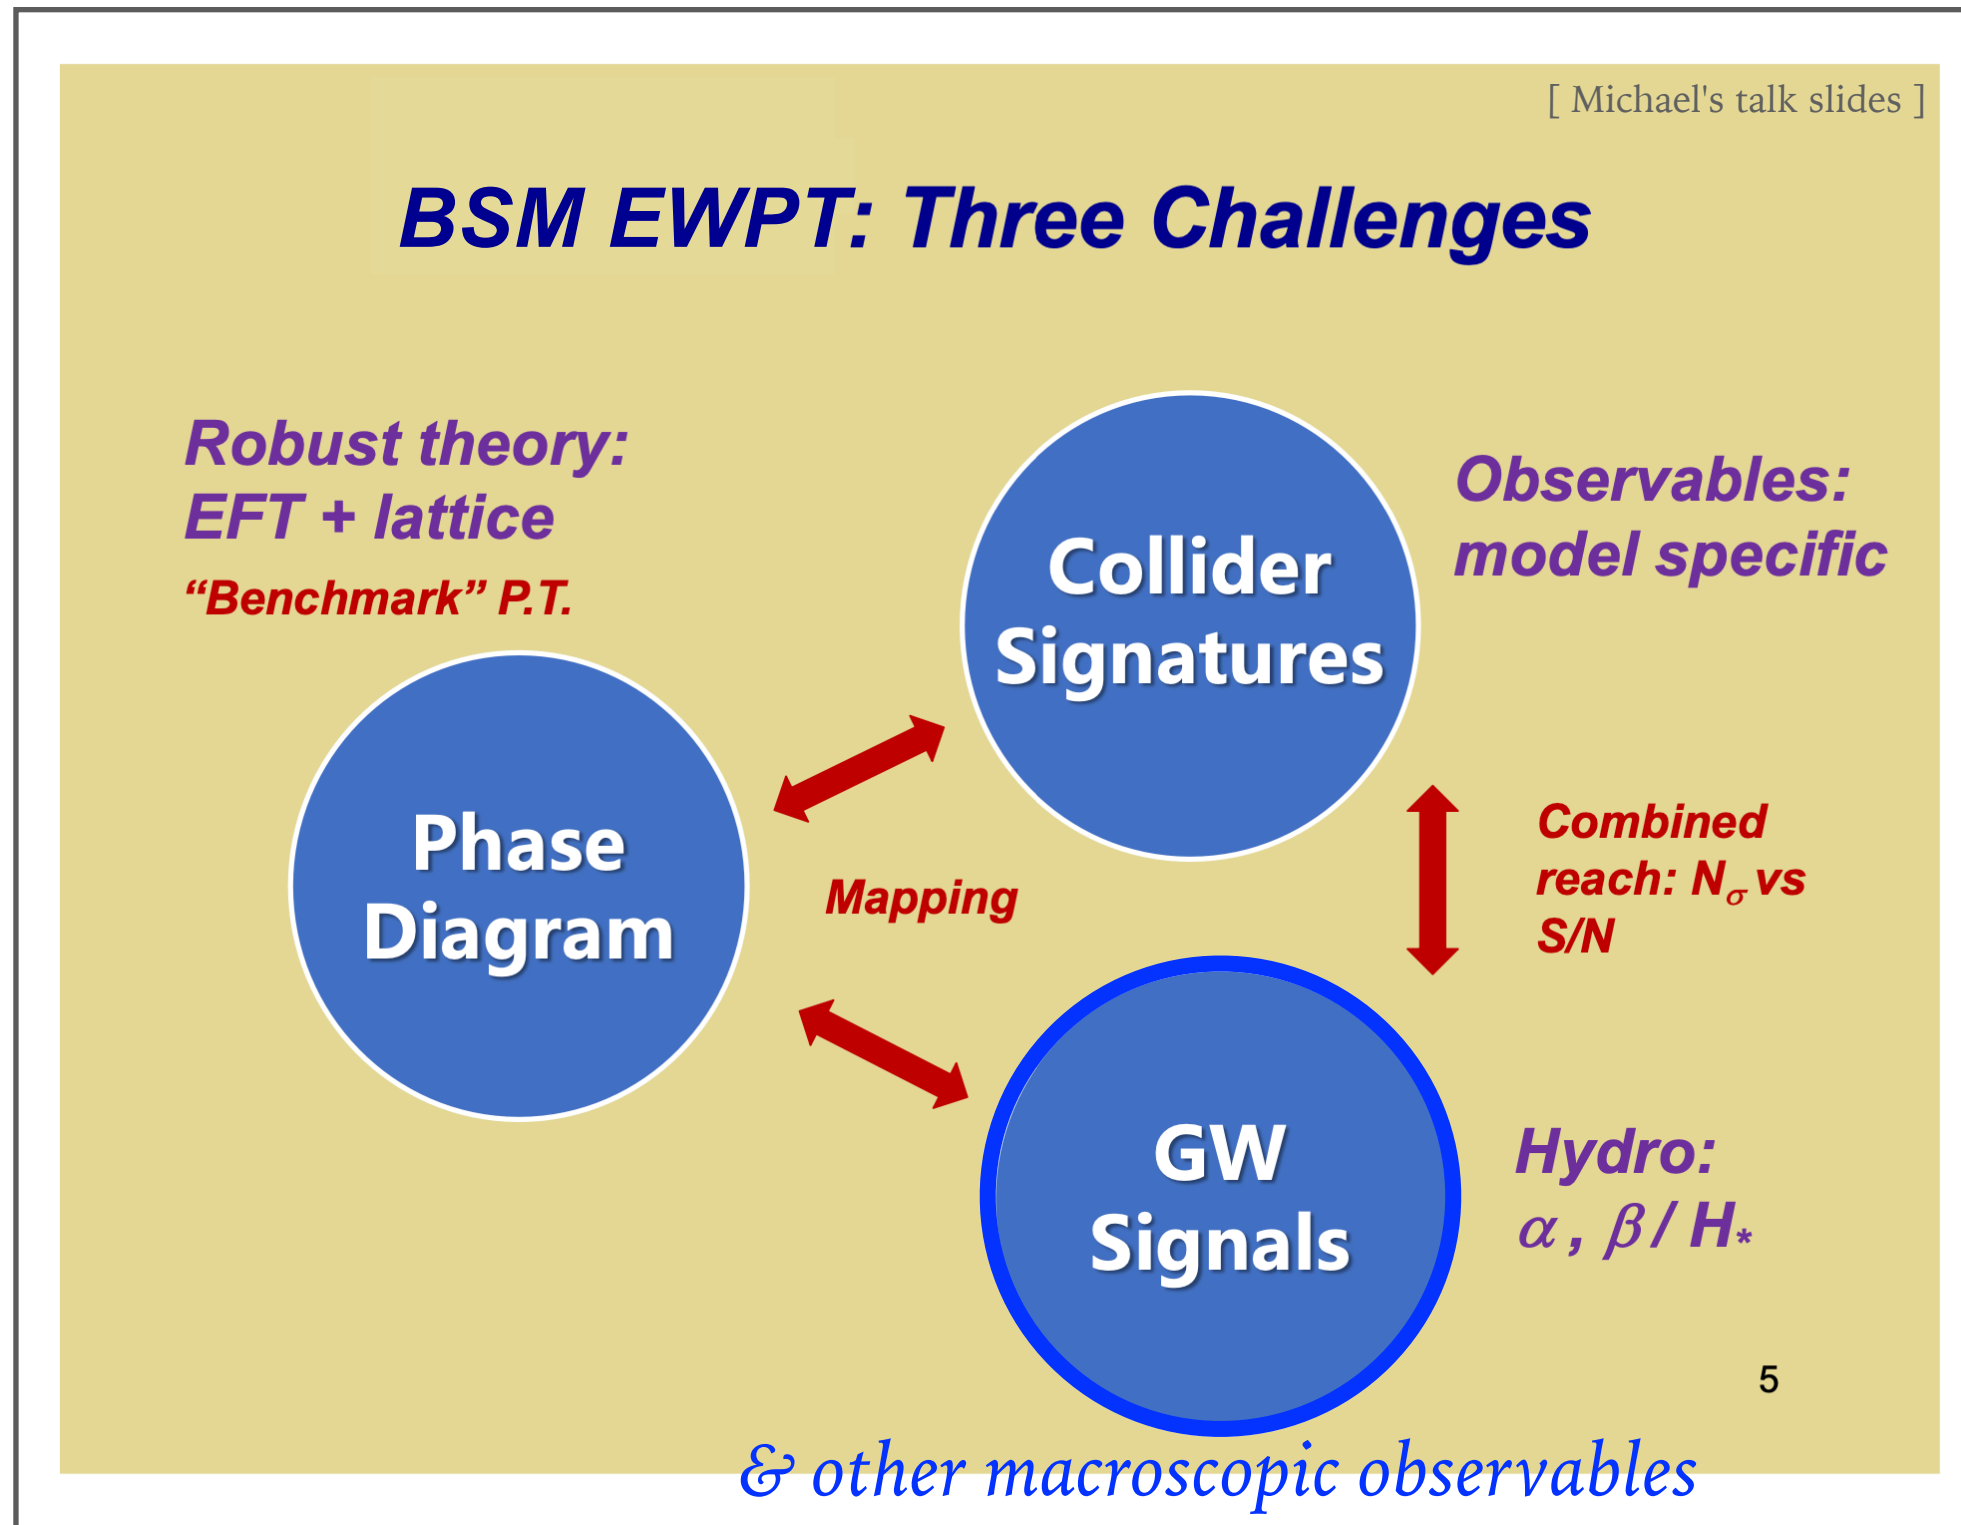 [ Michael's talk slides ]
BSM EWPT: Three Challenges
Robust theory:
EFT + lattice
“Benchmark” P.T.
Collider
Signatures
Observables:
model specific
Phase
Diagram
Mapping
Combined
reach: Nσ vs
S/N
GW
Signals
Hydro:
α , β / H*
5
& other macroscopic observables